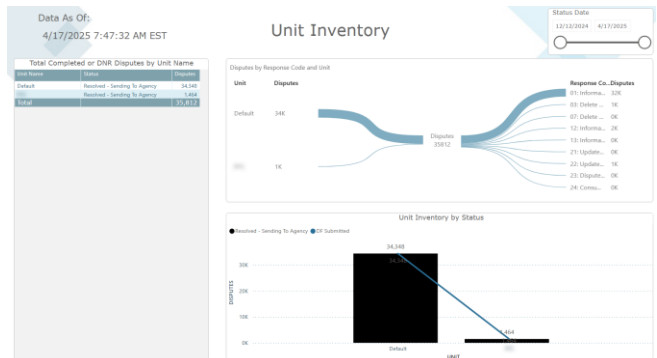 Data As Of:
4/17/2025 7:47:32 AM EST
Unit Inventory
Status Date
12/12/2024 4/17/2025
Total Completed or DNR Disputes by Unit Name
Unit Name Status Disputes
Default Resolved - Sending To Agency 34,348
Resolved - Sending To Agency 1,464
Total 35,812
Disputes by Response Code and Unit
Unit Disputes
Response Co... Disputes
Default 34K
1K
Disputes
35812
01: Informa... 32K
03: Delete ... 1K
07: Delete ... 0K
12: Informa... 2K
13: Informa... 0K
21: Update... 0K
22: Update... 1K
23: Dispute... 0K
24: Consu... 0K
Unit Inventory by Status
Resolved - Sending To Agency DF Submitted
34,348
34,348
30K
20K
10K
0K
DISPUTES
1,464
Default
UNIT